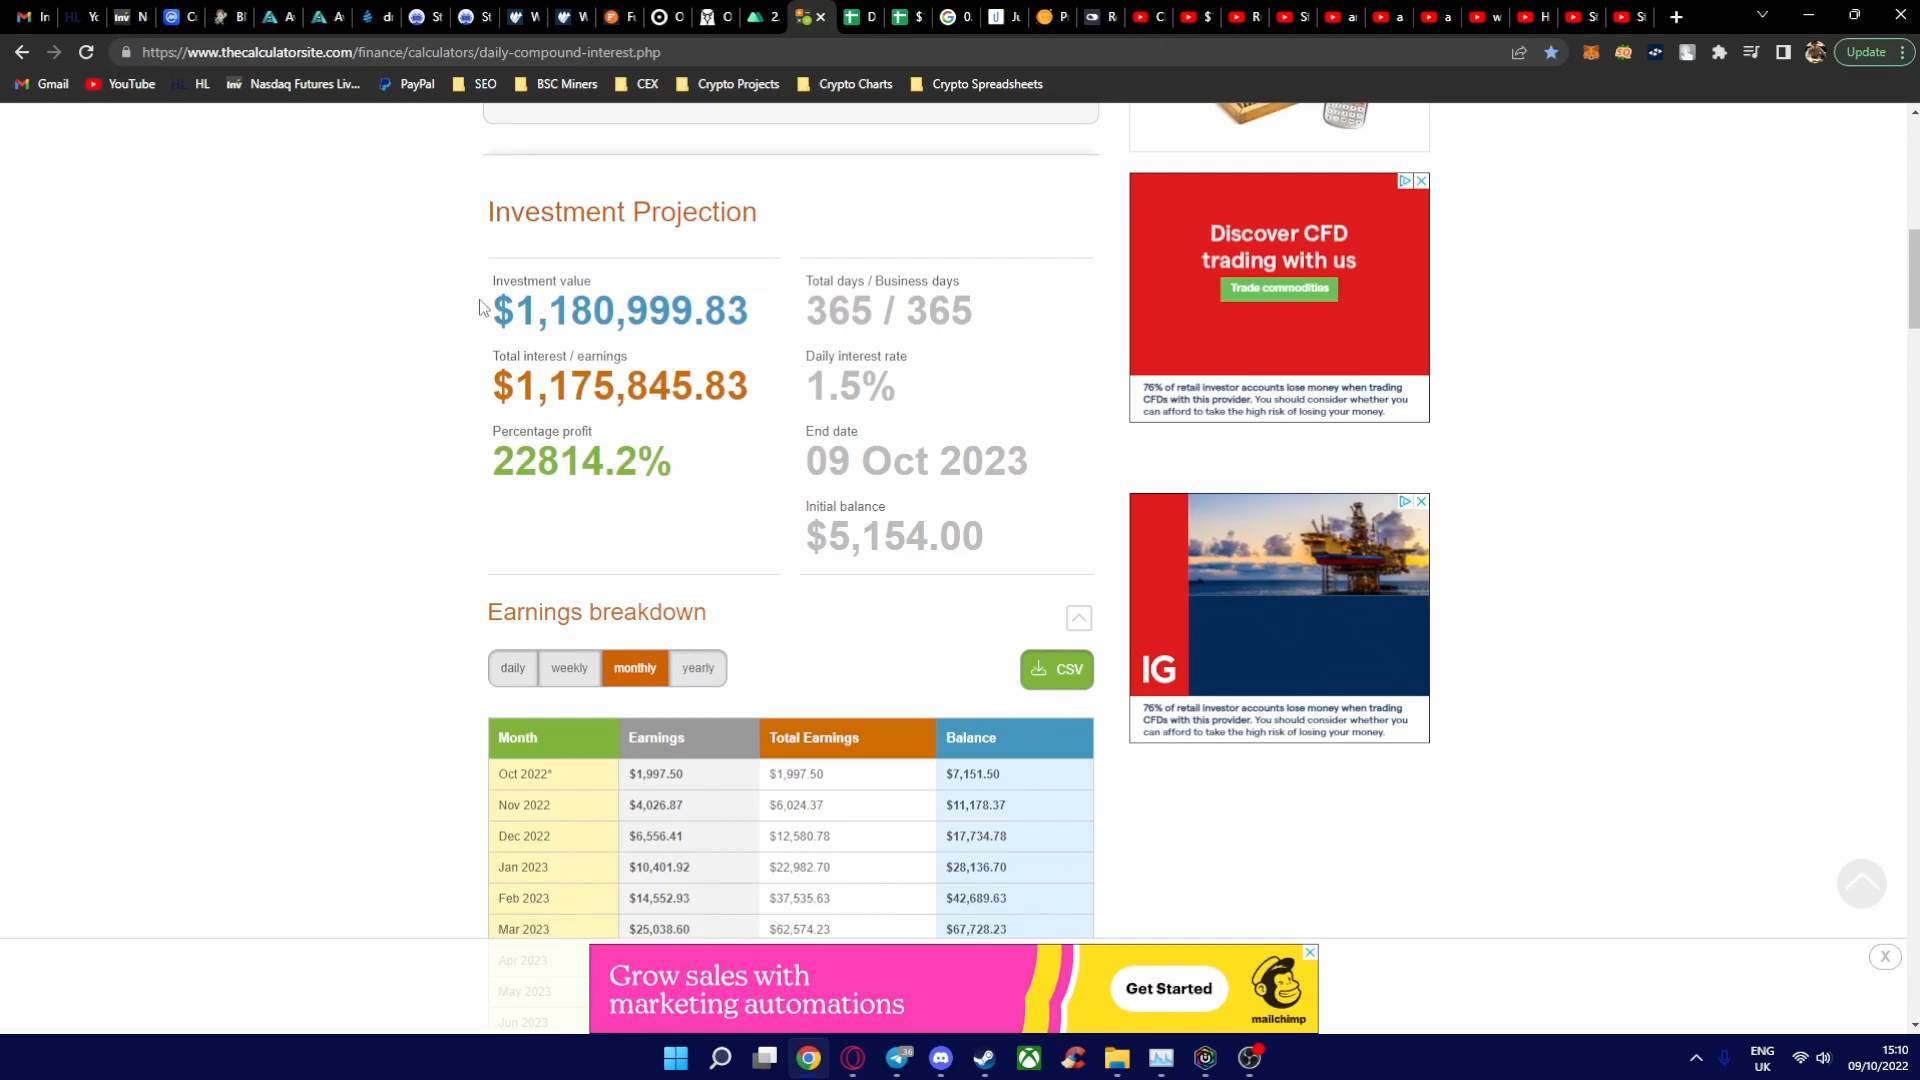 https://www.thecalculatorsite.com/finance/calculators/daily-compound-interest.php
Update
Gmail
YouTube
HL
Nasdaq Futures Liv...
PayPal
SEO
BSC Miners
CEX
Crypto Projects
Crypto Charts
Crypto Spreadsheets
Investment Projection
Investment value
$1,180,999.83
Total interest / earnings
$1,175,845.83
Percentage profit
22814.2%
Total days / Business days
365 / 365
Daily interest rate
1.5%
End date
09 Oct 2023
Initial balance
$5,154.00
Earnings breakdown
daily weekly monthly yearly
CSV
Month Earnings Total Earnings Balance
Oct 2022* $1,997.50 $1,997.50 $7,151.50
Nov 2022 $4,026.87 $6,024.37 $11,178.37
Dec 2022 $6,556.41 $12,580.78 $17,734.78
Jan 2023 $10,401.92 $22,982.70 $28,136.70
Feb 2023 $14,552.93 $37,535.63 $42,689.63
Mar 2023 $25,038.60 $62,574.23 $67,728.23
Apr 2023
May 2023
Jun 2023
Discover CFD
trading with us
Trade commodities
76% of retail investor accounts lose money when trading
CFDs with this provider. You should consider whether you
can afford to take the high risk of losing your money.
IG
76% of retail investor accounts lose money when trading
CFDs with this provider. You should consider whether you
can afford to take the high risk of losing your money.
Grow sales with
marketing automations
Get Started
mailchimp
X
36
ENG
UK
15:10
09/10/2022